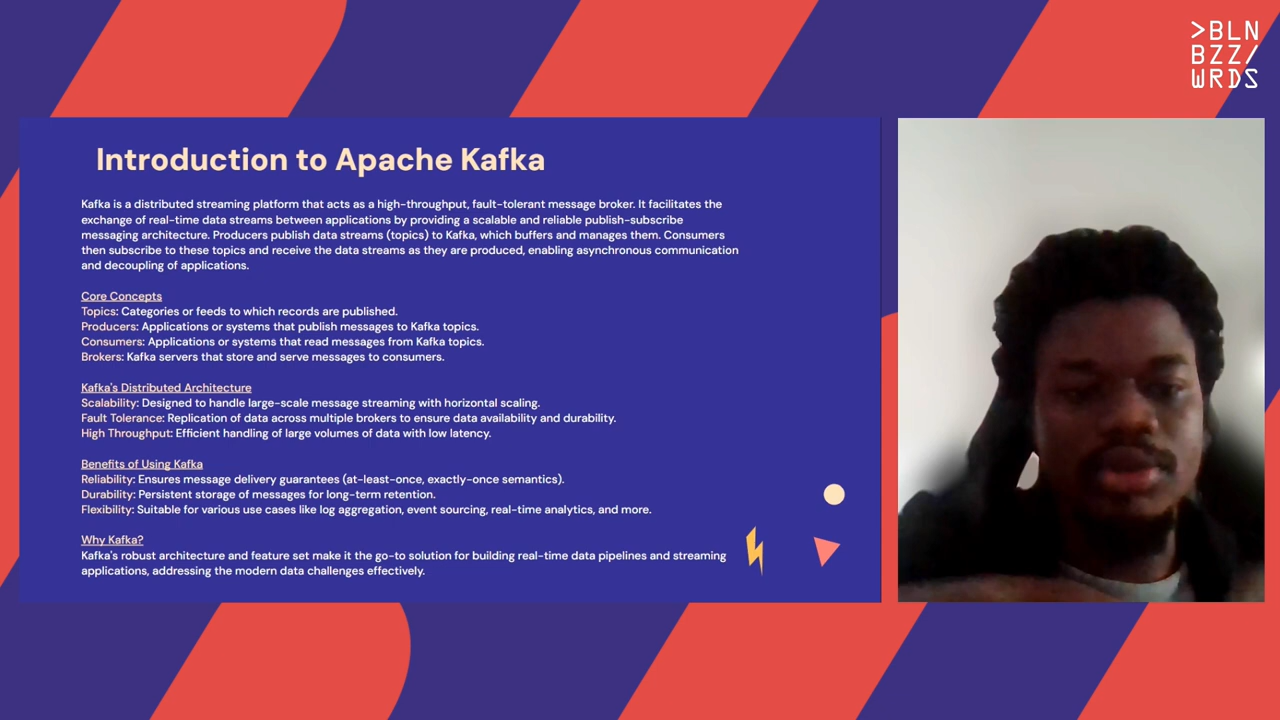 >BLN
BZZ/
WRDS
Introduction to Apache Kafka
Kafka is a distributed streaming platform that acts as a high-throughput, fault-tolerant message broker. It facilitates the
exchange of real-time data streams between applications by providing a scalable and reliable publish-subscribe
messaging architecture. Producers publish data streams (topics) to Kafka, which buffers and manages them. Consumers
then subscribe to these topics and receive the data streams as they are produced, enabling asynchronous communication
and decoupling of applications.
Core Concepts
Topics: Categories or feeds to which records are published.
Producers: Applications or systems that publish messages to Kafka topics.
Consumers: Applications or systems that read messages from Kafka topics.
Brokers: Kafka servers that store and serve messages to consumers.
Kafka's Distributed Architecture
Scalability: Designed to handle large-scale message streaming with horizontal scaling.
Fault Tolerance: Replication of data across multiple brokers to ensure data availability and durability.
High Throughput: Efficient handling of large volumes of data with low latency.
Benefits of Using Kafka
Reliability: Ensures message delivery guarantees (at-least-once, exactly-once semantics).
Durability: Persistent storage of messages for long-term retention.
Flexibility: Suitable for various use cases like log aggregation, event sourcing, real-time analytics, and more.
Why Kafka?
Kafka's robust architecture and feature set make it the go-to solution for building real-time data pipelines and streaming
applications, addressing the modern data challenges effectively.